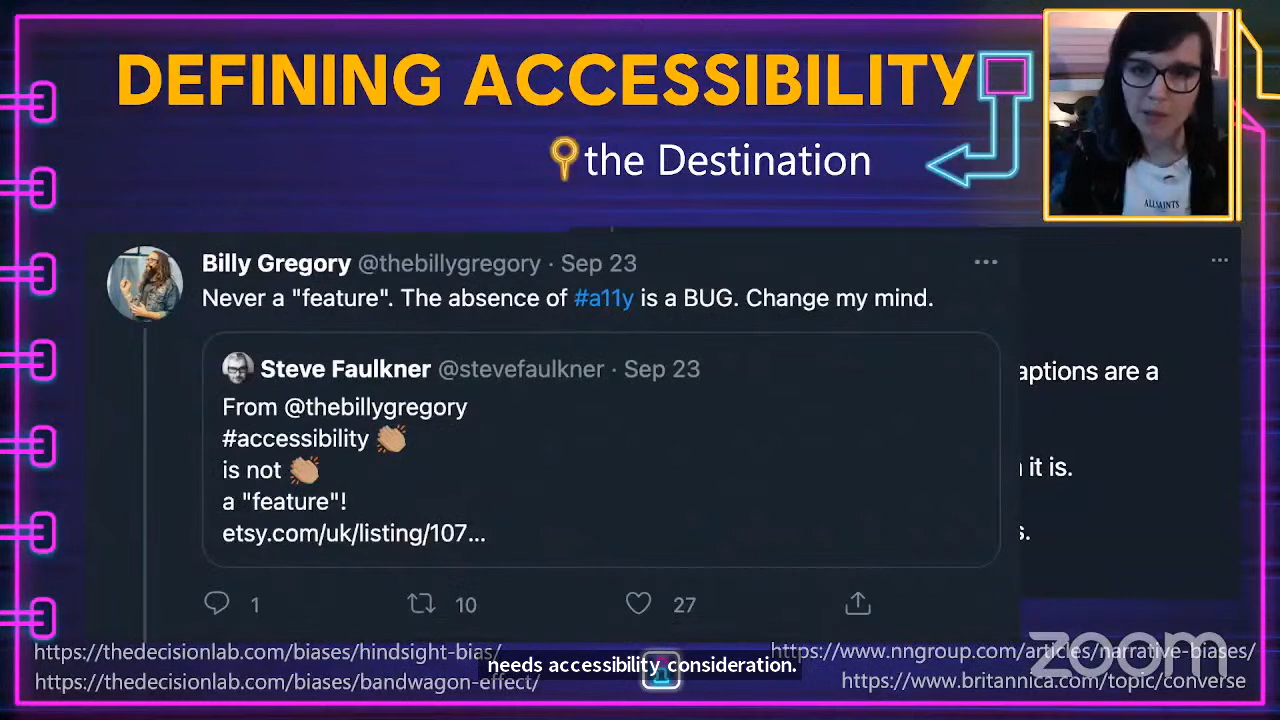 DEFINING ACCESSIBILITY
the Destination
ALLSAINTS
Billy Gregory @thebillygregory · Sep 23
Never a "feature". The absence of #a11y is a BUG. Change my mind.
Steve Faulkner @stevefaulkner · Sep 23
From @thebillygregory
#accessibility 👏🏼
is not 👏🏼
a "feature"!
etsy.com/uk/listing/107...
aptions are a
it is.
1 10 27
https://thedecisionlab.com/biases/hindsight-bias/
https://thedecisionlab.com/biases/bandwagon-effect/
needs accessibility consideration.
https://www.nngroup.com/articles/narrative-biases/
https://www.britannica.com/topic/converse
zoom